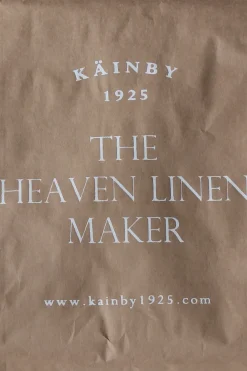 KÄINBY
1925
THE
HEAVEN LINEN
MAKER
www.kainby1925.com